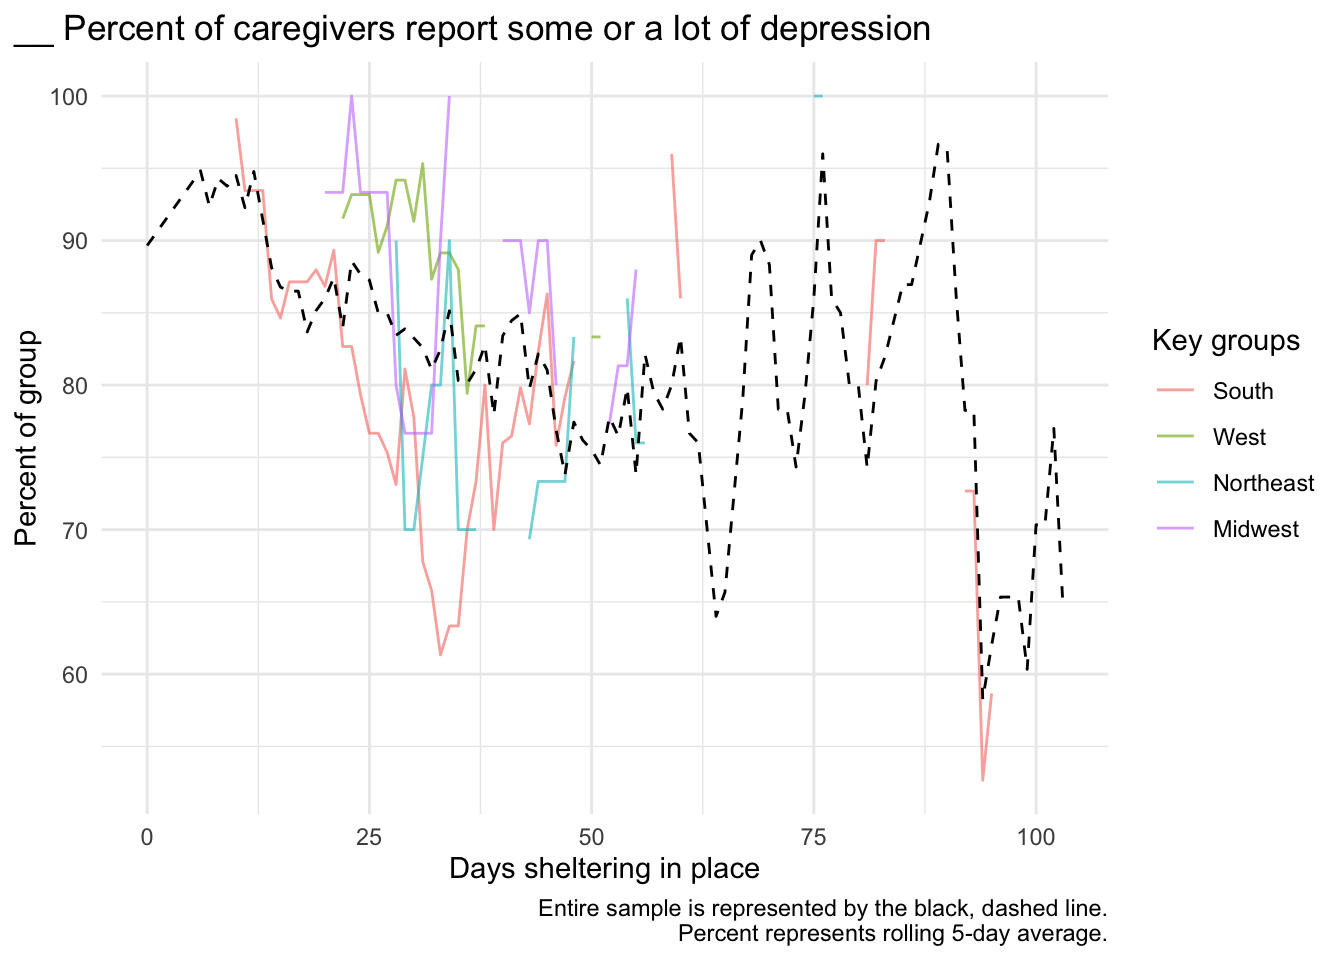 __ Percent of caregivers report some or a lot of depression
100
90
80
70
60
Percent of group
0 25 50 75 100
Days sheltering in place
Key groups
South
West
Northeast
Midwest
Entire sample is represented by the black, dashed line.
Percent represents rolling 5-day average.